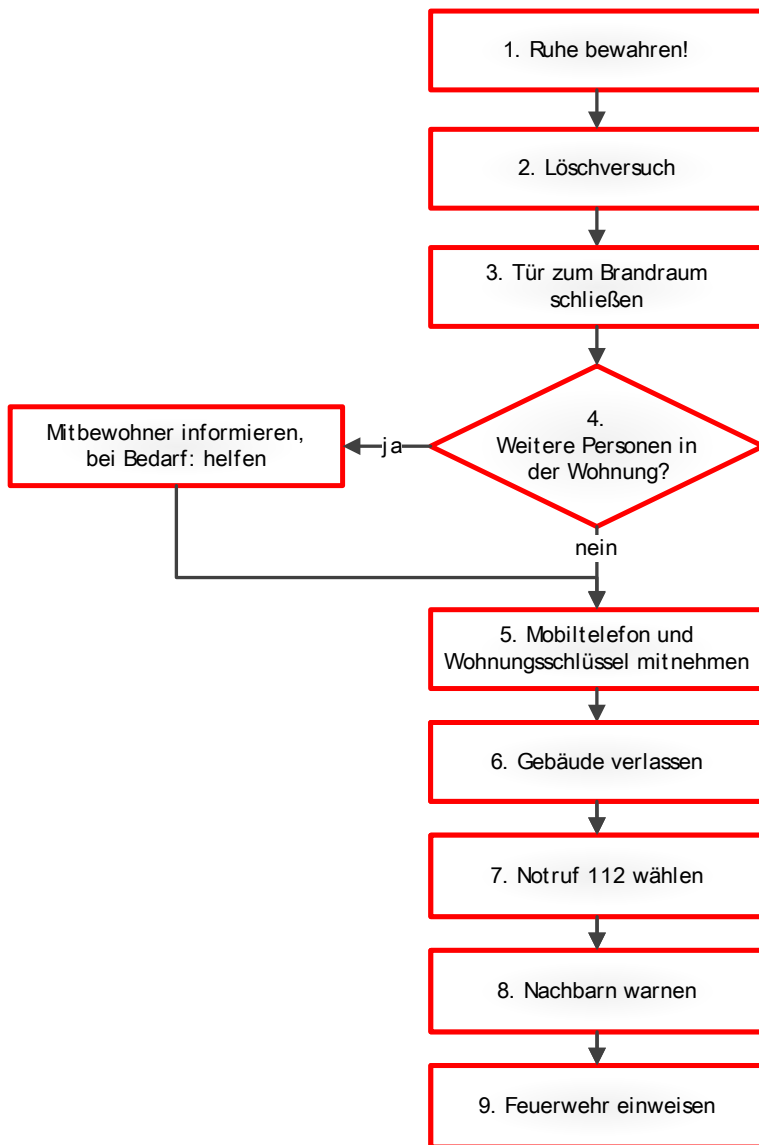 1. Ruhe bewahren!
2. Löschversuch
3. Tür zum Brandraum
schließen
4.
Weitere Personen in
der Wohnung?
ja
Mitbewohner informieren,
bei Bedarf: helfen
nein
5. Mobiltelefon und
Wohnungsschlüssel mitnehmen
6. Gebäude verlassen
7. Notruf 112 wählen
8. Nachbarn warnen
9. Feuerwehr einweisen